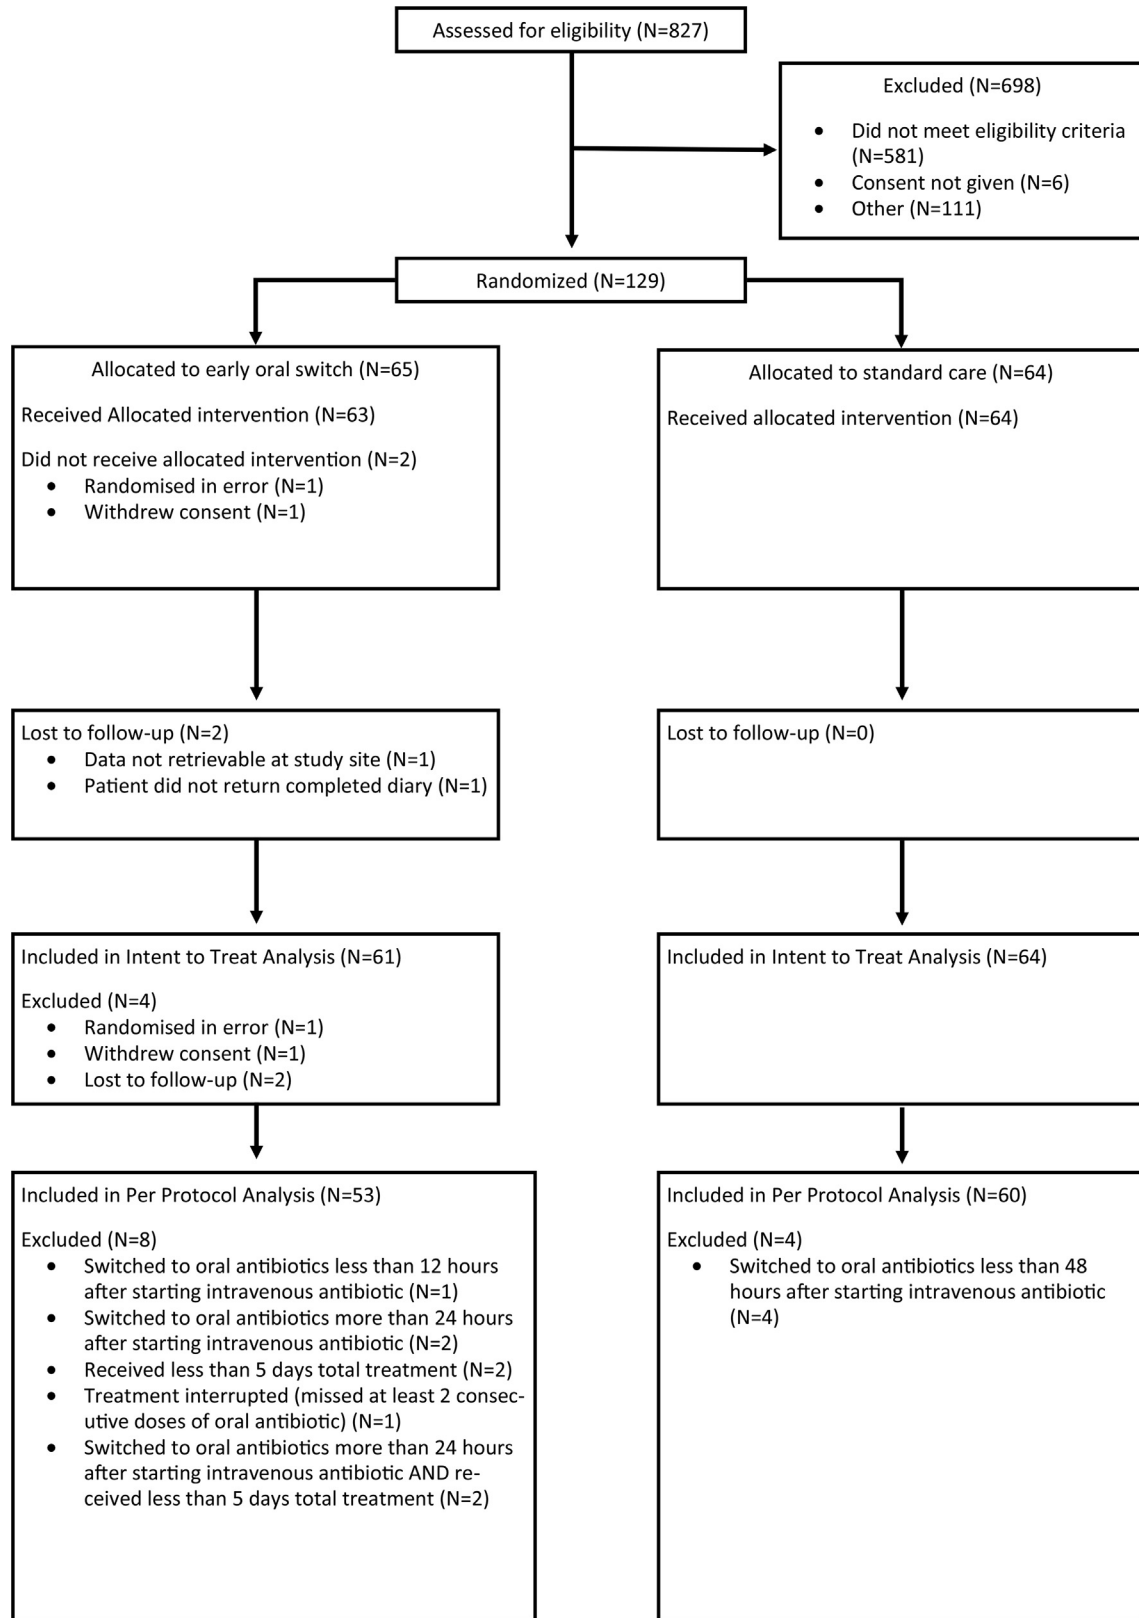 Assessed for eligibility (N=827)
Excluded (N=698)
• Did not meet eligibility criteria
(N=581)
• Consent not given (N=6)
• Other (N=111)
Randomized (N=129)
Allocated to early oral switch (N=65)
Received Allocated intervention (N=63)
Did not receive allocated intervention (N=2)
• Randomised in error (N=1)
• Withdrew consent (N=1)
Allocated to standard care (N=64)
Received allocated intervention (N=64)
Lost to follow-up (N=2)
• Data not retrievable at study site (N=1)
• Patient did not return completed diary (N=1)
Lost to follow-up (N=0)
Included in Intent to Treat Analysis (N=61)
Excluded (N=4)
• Randomised in error (N=1)
• Withdrew consent (N=1)
• Lost to follow-up (N=2)
Included in Intent to Treat Analysis (N=64)
Included in Per Protocol Analysis (N=53)
Excluded (N=8)
• Switched to oral antibiotics less than 12 hours
after starting intravenous antibiotic
(N=1)
• Switched to oral antibiotics more than 24 hours
after starting intravenous antibiotic
(N=2)
• Received less than 5 days total treatment (N=2)
• Treatment interrupted (missed at least 2 consec-
utive doses of oral antibiotic) (N=1)
• Switched to oral antibiotics more than 24 hours
after starting intravenous antibiotic AND re-
ceived less than 5 days total treatment (N=2)
Included in Per Protocol Analysis (N=60)
Excluded (N=4)
• Switched to oral antibiotics less than 48
hours after starting intravenous antibiotic
(N=4)